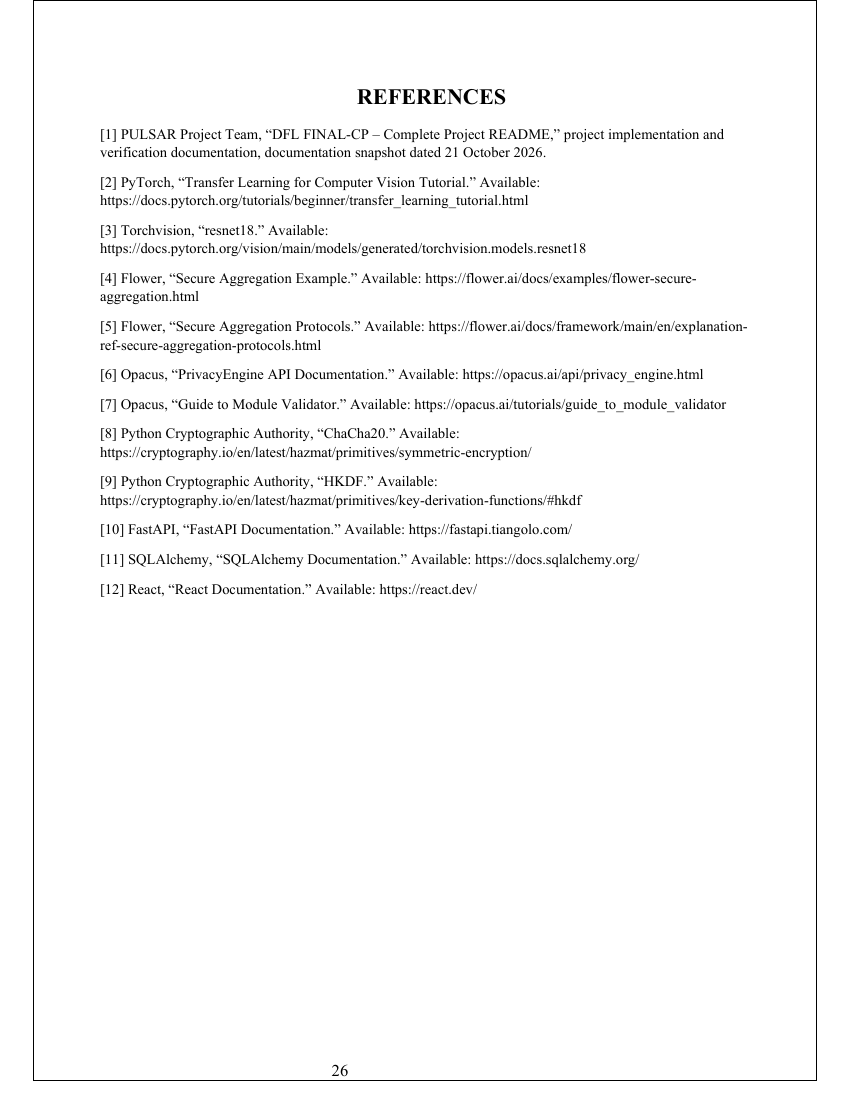 REFERENCES
[1] PULSAR Project Team, “DFL FINAL-CP – Complete Project README,” project implementation and
verification documentation, documentation snapshot dated 21 October 2026.
[2] PyTorch, “Transfer Learning for Computer Vision Tutorial.” Available:
https://docs.pytorch.org/tutorials/beginner/transfer_learning_tutorial.html
[3] Torchvision, “resnet18.” Available:
https://docs.pytorch.org/vision/main/models/generated/torchvision.models.resnet18
[4] Flower, “Secure Aggregation Example.” Available: https://flower.ai/docs/examples/flower-secure-
aggregation.html
[5] Flower, “Secure Aggregation Protocols.” Available: https://flower.ai/docs/framework/main/en/explanation-
ref-secure-aggregation-protocols.html
[6] Opacus, “PrivacyEngine API Documentation.” Available: https://opacus.ai/api/privacy_engine.html
[7] Opacus, “Guide to Module Validator.” Available: https://opacus.ai/tutorials/guide_to_module_validator
[8] Python Cryptographic Authority, “ChaCha20.” Available:
https://cryptography.io/en/latest/hazmat/primitives/symmetric-encryption/
[9] Python Cryptographic Authority, “HKDF.” Available:
https://cryptography.io/en/latest/hazmat/primitives/key-derivation-functions/#hkdf
[10] FastAPI, “FastAPI Documentation.” Available: https://fastapi.tiangolo.com/
[11] SQLAlchemy, “SQLAlchemy Documentation.” Available: https://docs.sqlalchemy.org/
[12] React, “React Documentation.” Available: https://react.dev/
26